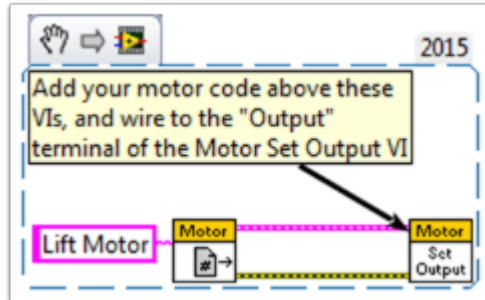 2015
Add your motor code above these
VIs, and wire to the "Output"
terminal of the Motor Set Output VI
Lift Motor
Motor
#
Motor
Set
Output